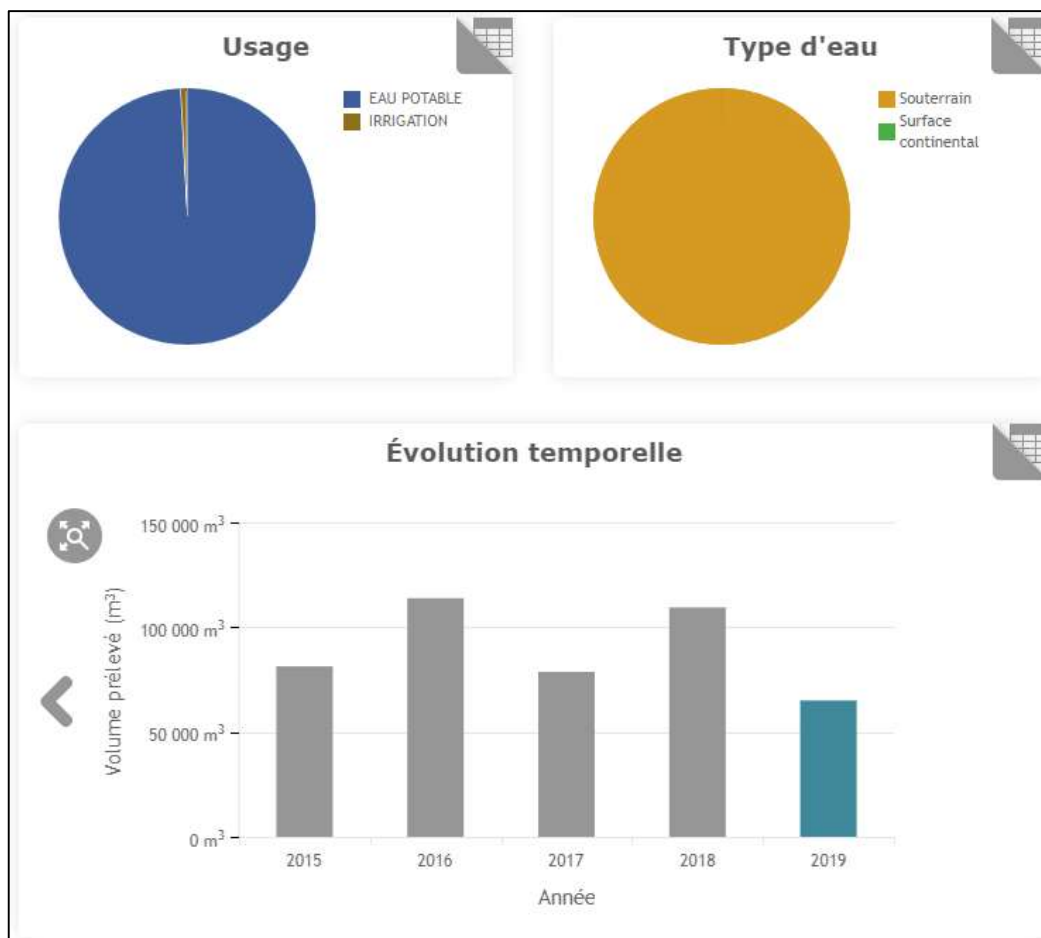 Usage
EAU POTABLE
IRRIGATION
Type d'eau
Souterrain
Surface
continental
Évolution temporelle
Volume prélevé (m³)
150 000 m³
100 000 m³
50 000 m³
0 m³
2015 2016 2017 2018 2019
Année